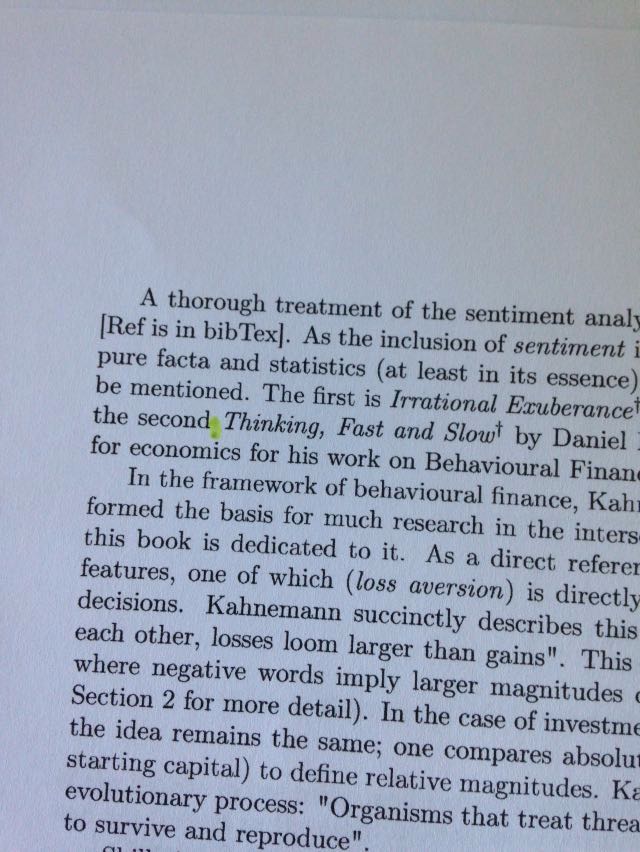 A thorough treatment of the sentiment analy
[Ref is in bibTex]. As the inclusion of sentiment i
pure facta and statistics (at least in its essence)
be mentioned. The first is Irrational Exuberance†
the second, Thinking, Fast and Slow† by Daniel
for economics for his work on Behavioural Finan
In the framework of behavioural finance, Kah
formed the basis for much research in the inters
this book is dedicated to it. As a direct refere
features, one of which (loss aversion) is directly
decisions. Kahnemann succinctly describes this
each other, losses loom larger than gains". This
where negative words imply larger magnitudes
Section 2 for more detail). In the case of investme
the idea remains the same; one compares absolut
starting capital) to define relative magnitudes. Ka
evolutionary process: "Organisms that treat threa
to survive and reproduce".